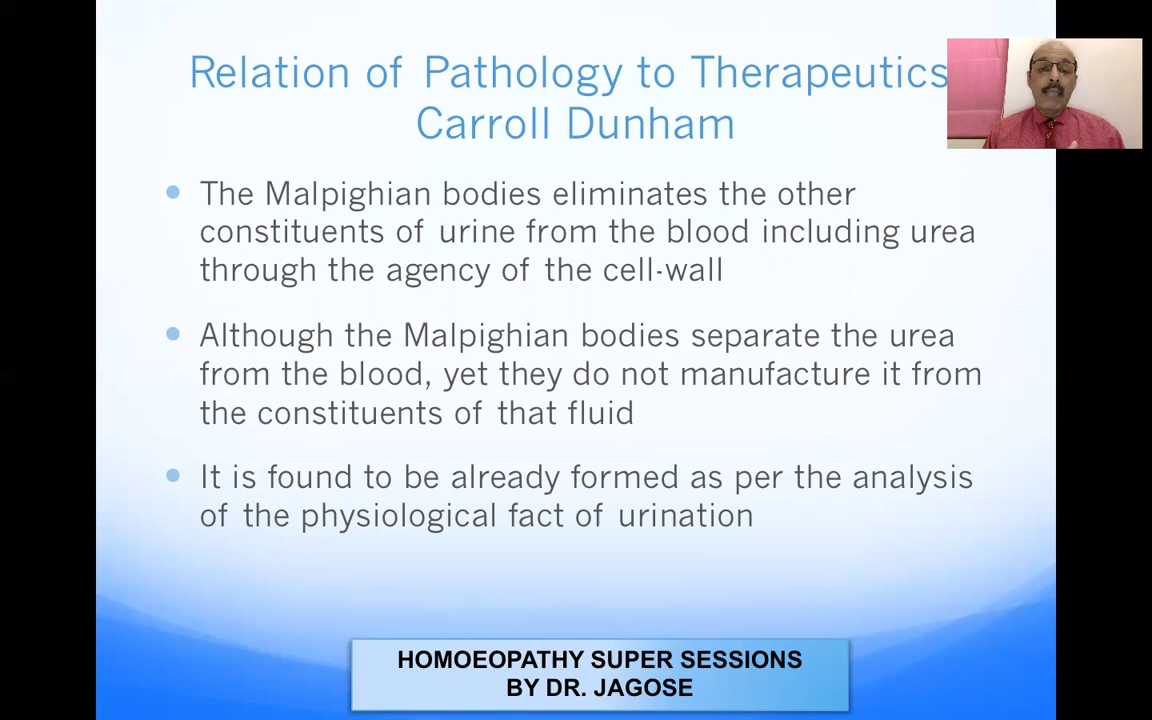 Relation of Pathology to Therapeutics
Carroll Dunham
The Malpighian bodies eliminates the other
constituents of urine from the blood including urea
through the agency of the cell-wall
Although the Malpighian bodies separate the urea
from the blood, yet they do not manufacture it from
the constituents of that fluid
It is found to be already formed as per the analysis
of the physiological fact of urination
HOMOEOPATHY SUPER SESSIONS
BY DR. JAGOSE